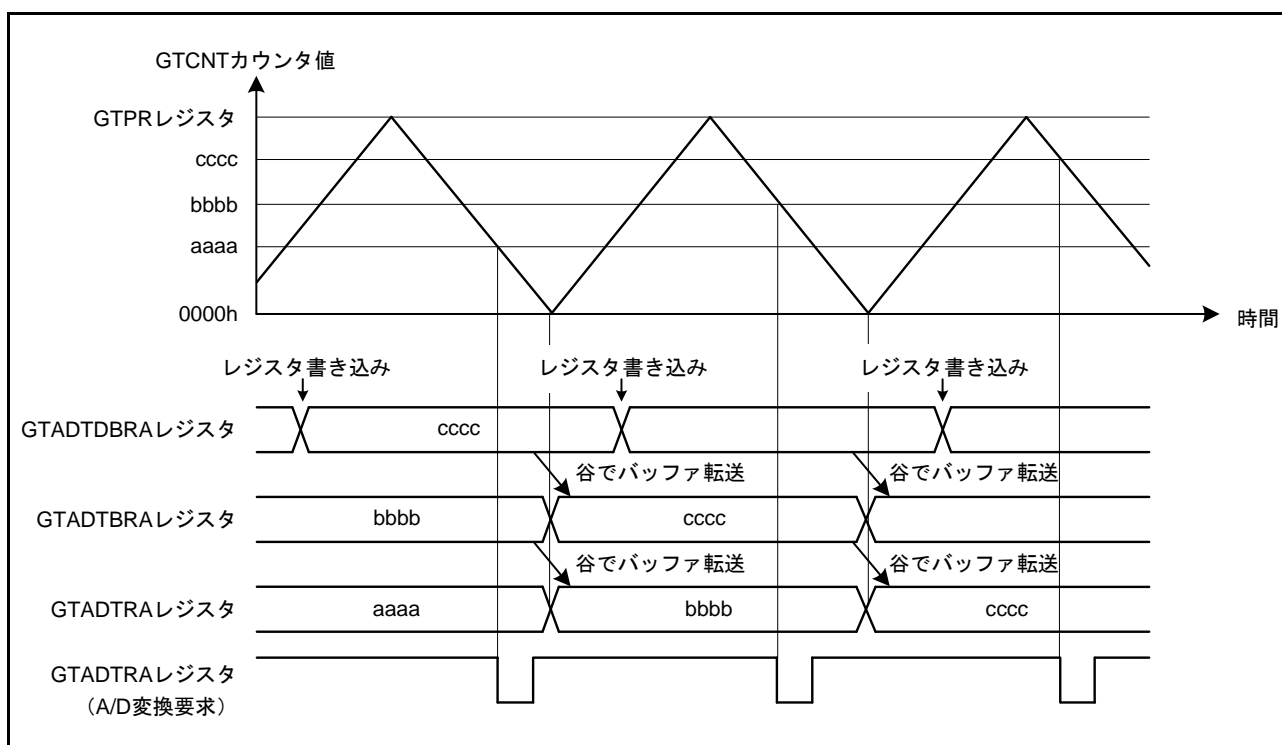 GTCNTカウンタ値
GTPRレジスタ
cccc
bbbb
aaaa
0000h
時間
レジスタ書き込み レジスタ書き込み レジスタ書き込み
GTADTDBRAレジスタ cccc
谷でバッファ転送 谷でバッファ転送
GTADTBRAレジスタ bbbb cccc
谷でバッファ転送 谷でバッファ転送
GTADTRAレジスタ aaaa bbbb cccc
GTADTRAレジスタ
（A/D変換要求）